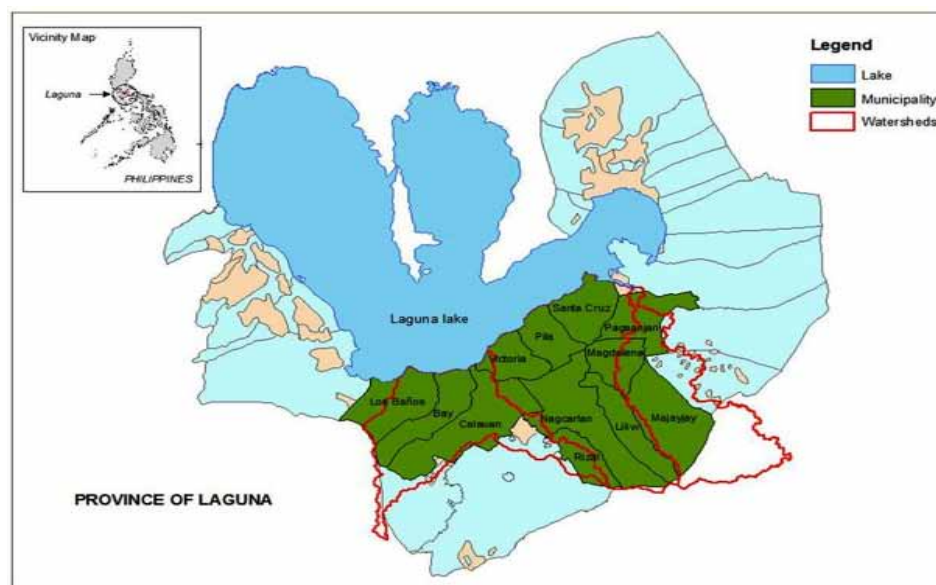 Vicinity Map
Laguna
PHILIPPINES
Legend
Lake
Municipality
Watersheds
Laguna lake
Santa Cruz
Pagsanjan
Pila
Magdalena
Victoria
Los Baños
Bay
Calauan
Nagcarlan
Liliw
Majayjay
Rizal
PROVINCE OF LAGUNA